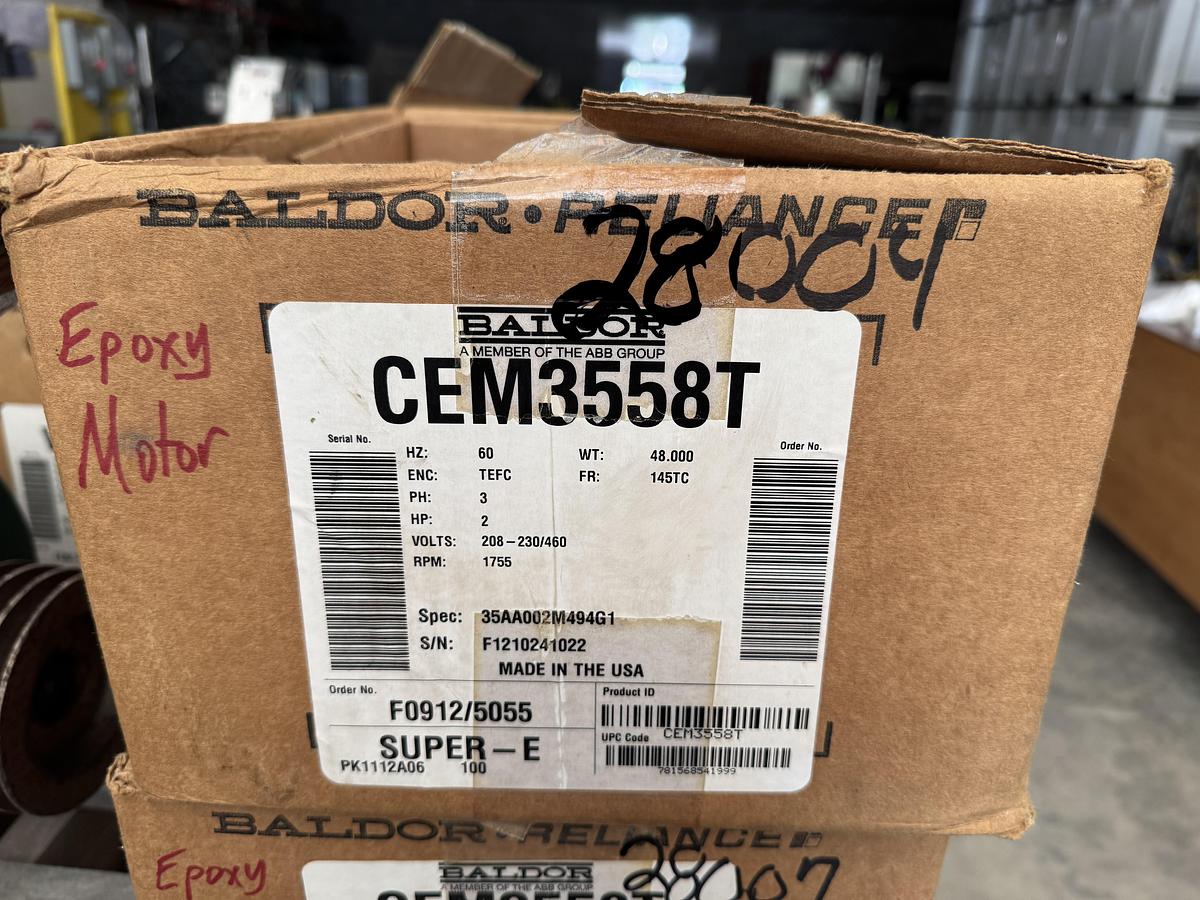 BALDOR • RELIANCE
28009
Epoxy
Motor
BALDOR
A MEMBER OF THE ABB GROUP
CEM3558T
Serial No.
Order No.
HZ: 60 WT: 48.000
ENC: TEFC FR: 145TC
PH: 3
HP: 2
VOLTS: 208-230/460
RPM: 1755
Spec: 35AA002M494G1
S/N: F1210241022
MADE IN THE USA
Order No.
F0912/5055
Product ID
CEM3558T
SUPER-E
PK1112A06 100
UPC Code
781568541999
BALDOR • RELIANCE
28007
Epoxy
BALDOR
A MEMBER OF THE ABB GROUP
CEM3558T